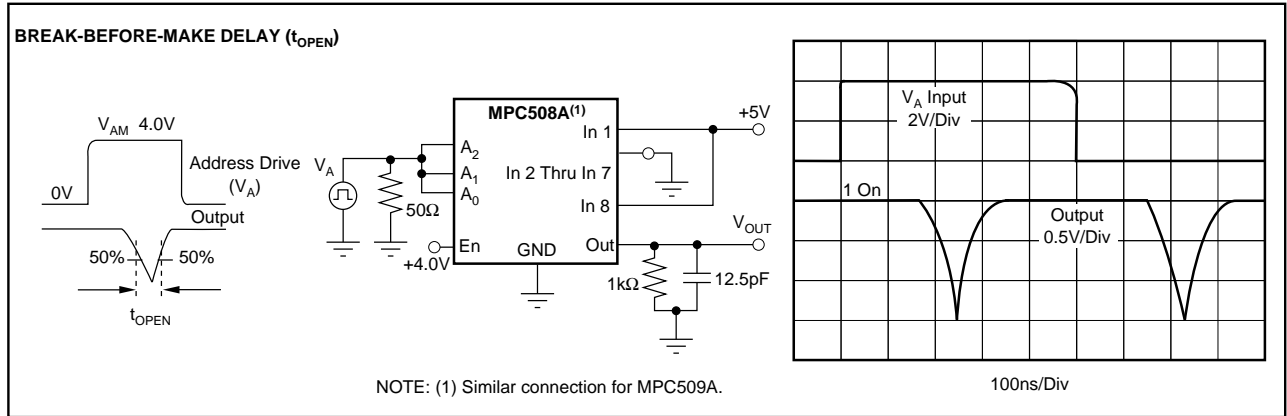 BREAK-BEFORE-MAKE DELAY (tOPEN)
VAM 4.0V
0V
Address Drive
(VA)
Output
50%
50%
tOPEN
VA
50Ω
+4.0V
MPC508A(1)
A2
A1
A0
En
GND
In 1
In 2 Thru In 7
In 8
Out
+5V
VOUT
1kΩ
12.5pF
NOTE: (1) Similar connection for MPC509A.
VA Input
2V/Div
1 On
Output
0.5V/Div
100ns/Div